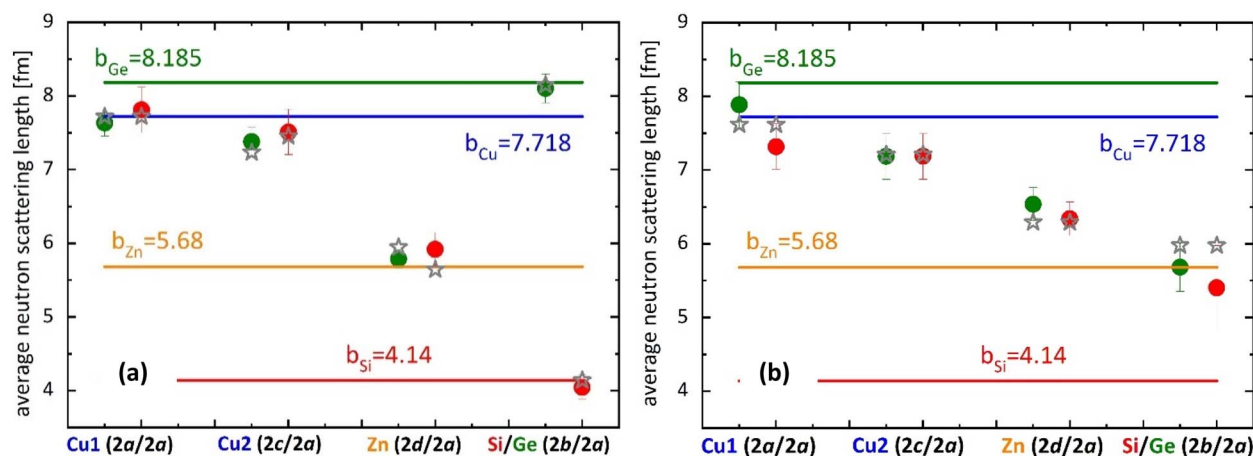 average neutron scattering length [fm]
9
8
7
6
5
4
b_Ge=8.185
b_Cu=7.718
b_Zn=5.68
b_Si=4.14
(a)
Cu1 (2a/2a) Cu2 (2c/2a) Zn (2d/2a) Si/Ge (2b/2a)
average neutron scattering length [fm]
9
8
7
6
5
4
b_Ge=8.185
b_Cu=7.718
b_Zn=5.68
b_Si=4.14
(b)
Cu1 (2a/2a) Cu2 (2c/2a) Zn (2d/2a) Si/Ge (2b/2a)